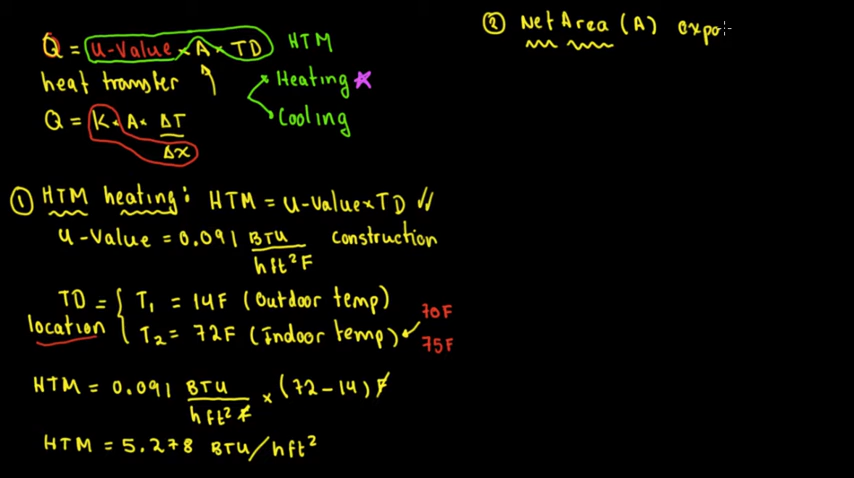 Q = U-Value × A × TD HTM
heat transfer
Heating
Cooling
Q = K · A · ΔT
Δx
① HTM heating: HTM = U-Value×TD
U-Value = 0.091 BTU construction
hft²F
TD = { T₁ = 14F (Outdoor temp)
location T₂ = 72F (Indoor temp)
70F
75F
HTM = 0.091 BTU × (72-14) F
hft² F
HTM = 5.278 BTU/hft²
② Net Area (A) expo